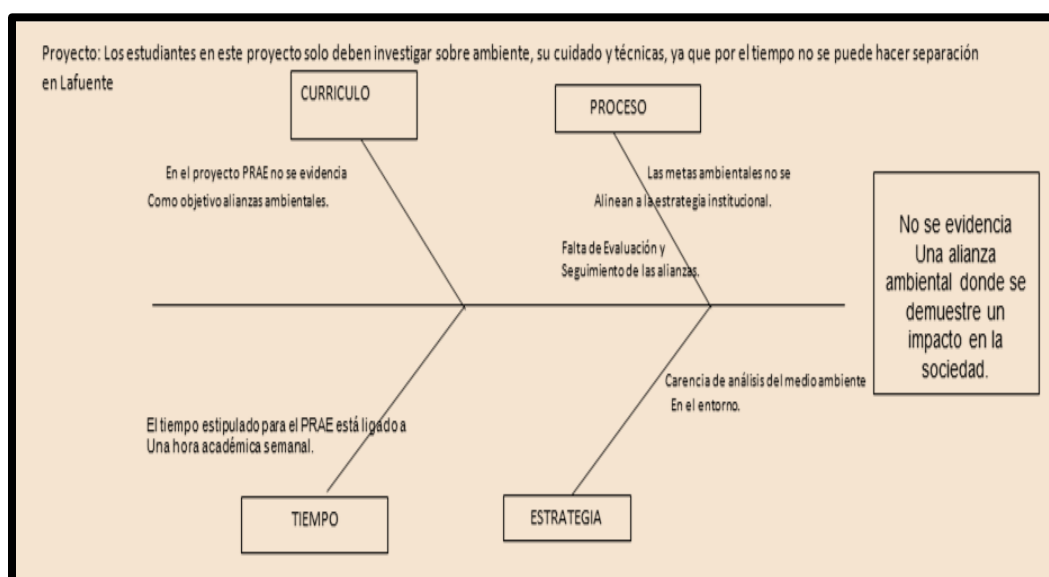 Proyecto: Los estudiantes en este proyecto solo deben investigar sobre ambiente, su cuidado y técnicas, ya que por el tiempo no se puede hacer separación
en Lafuente
CURRICULO
PROCESO
En el proyecto PRAE no se evidencia
Como objetivo alianzas ambientales.
Las metas ambientales no se
Alinean a la estrategia institucional.
Falta de Evaluación y
Seguimiento de las alianzas.
No se evidencia
Una alianza
ambiental donde se
demuestre un
impacto en la
sociedad.
Carencia de análisis del medio ambiente
En el entorno.
El tiempo estipulado para el PRAE está ligado a
Una hora académica semanal.
TIEMPO
ESTRATEGIA